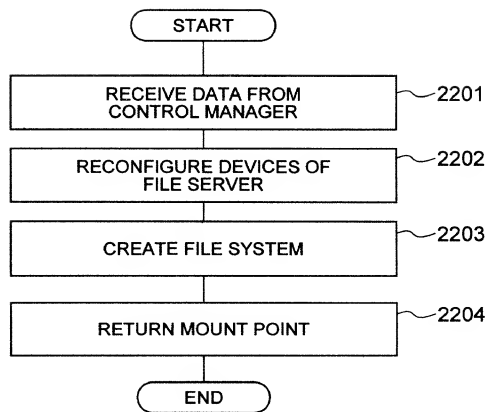 START
RECEIVE DATA FROM
CONTROL MANAGER
2201
RECONFIGURE DEVICES OF
FILE SERVER
2202
CREATE FILE SYSTEM
2203
RETURN MOUNT POINT
2204
END